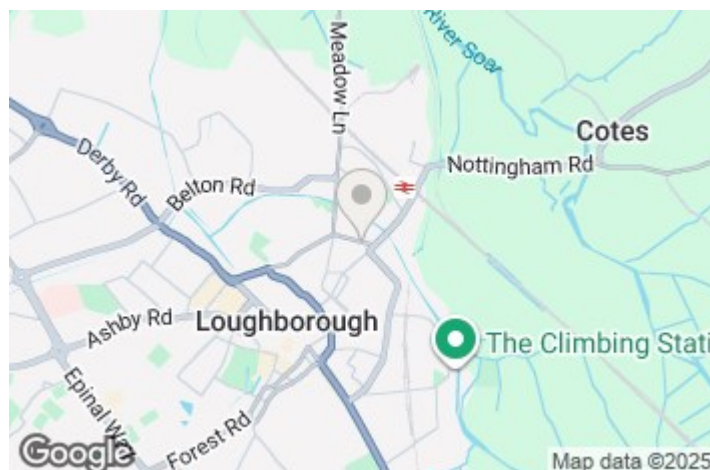 River Soar
Meadow Ln
Cotes
Nottingham Rd
Derby Rd
Belton Rd
Loughborough
Ashby Rd
The Climbing Stati
Epinal Wa
Forest Rd
Google
Map data ©2025